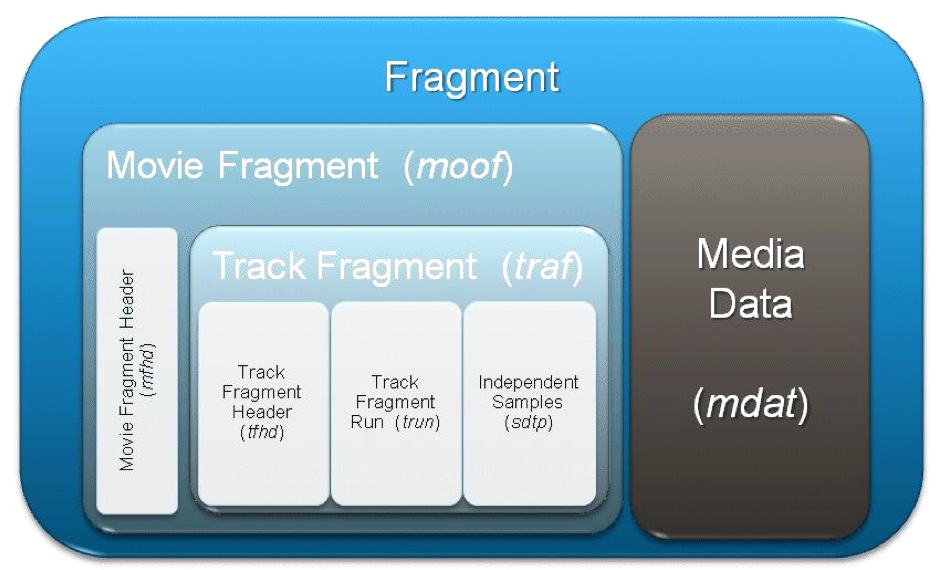 Fragment
Movie Fragment (moof)
Movie Fragment Header
(mfhd)
Track Fragment (traf)
Track
Fragment
Header
(tfhd)
Track
Fragment
Run (trun)
Independent
Samples
(sdtp)
Media
Data
(mdat)